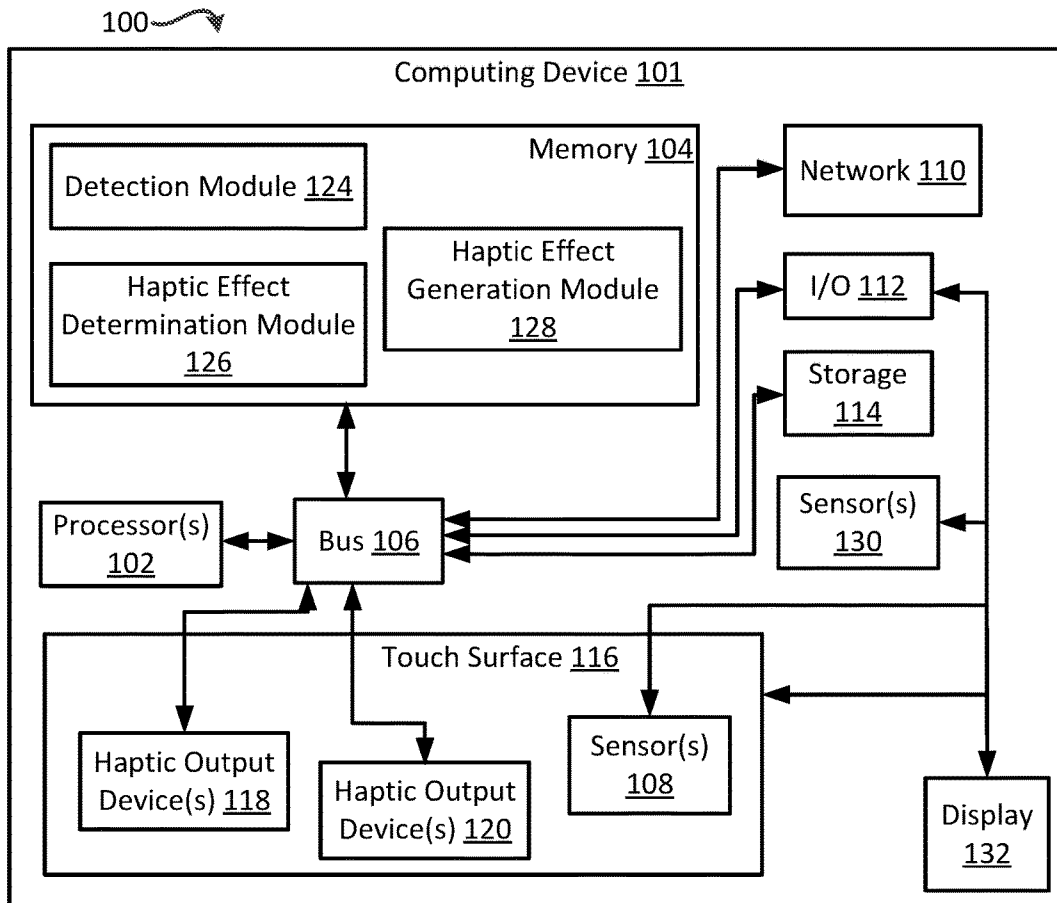 100
Computing Device 101
Memory 104
Detection Module 124
Haptic Effect
Determination Module
126
Haptic Effect
Generation Module
128
Network 110
I/O 112
Storage
114
Sensor(s)
130
Processor(s)
102
Bus 106
Touch Surface 116
Haptic Output
Device(s) 118
Haptic Output
Device(s) 120
Sensor(s)
108
Display
132